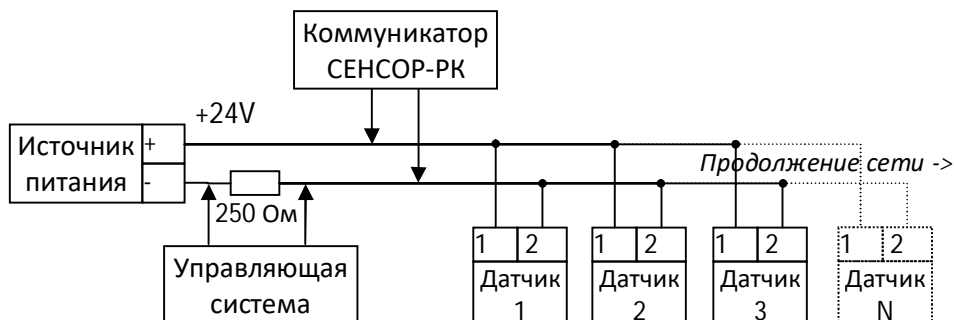 Коммуникатор
СЕНСОР-РК
+24V
Источник
питания
+
-
Продолжение сети ->
250 Ом
Управляющая
система
1 2
Датчик
1
1 2
Датчик
2
1 2
Датчик
3
1 2
Датчик
N